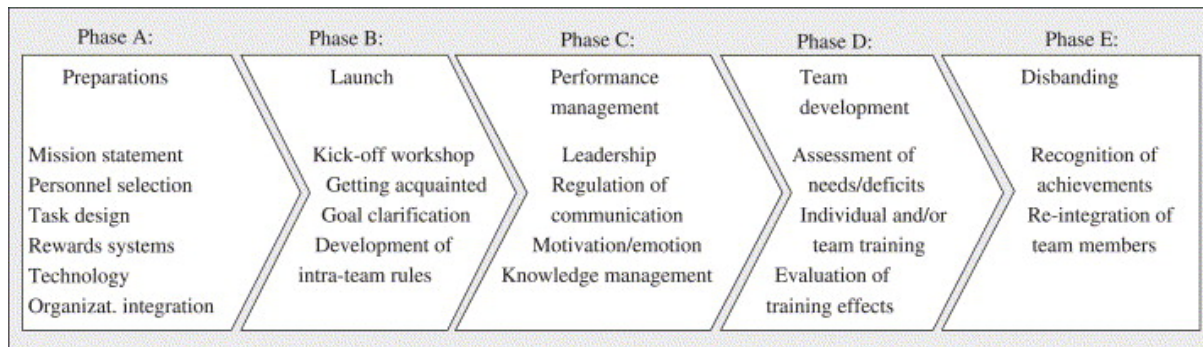 Phase A:
Preparations
Mission statement
Personnel selection
Task design
Rewards systems
Technology
Organizat. integration
Phase B:
Launch
Kick-off workshop
Getting acquainted
Goal clarification
Development of
intra-team rules
Phase C:
Performance
management
Leadership
Regulation of
communication
Motivation/emotion
Knowledge management
Phase D:
Team
development
Assessment of
needs/deficits
Individual and/or
team training
Evaluation of
training effects
Phase E:
Disbanding
Recognition of
achievements
Re-integration of
team members